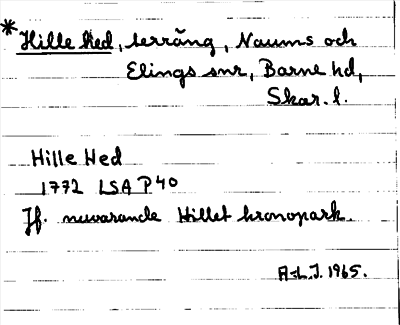 *Hille hed, terräng, Naums och
Elings snr, Barne hd,
Skar. l.
Hille Hed
1772 LSA P 40
Jf. nuvarande Hillet kronopark.
A-L.J. 1965.